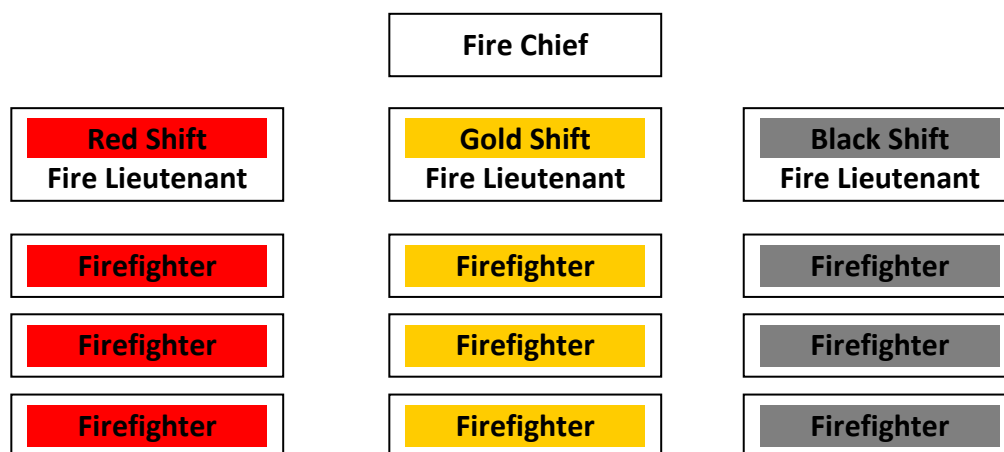 Fire Chief
Red Shift
Fire Lieutenant
Gold Shift
Fire Lieutenant
Black Shift
Fire Lieutenant
Firefighter
Firefighter
Firefighter
Firefighter
Firefighter
Firefighter
Firefighter
Firefighter
Firefighter